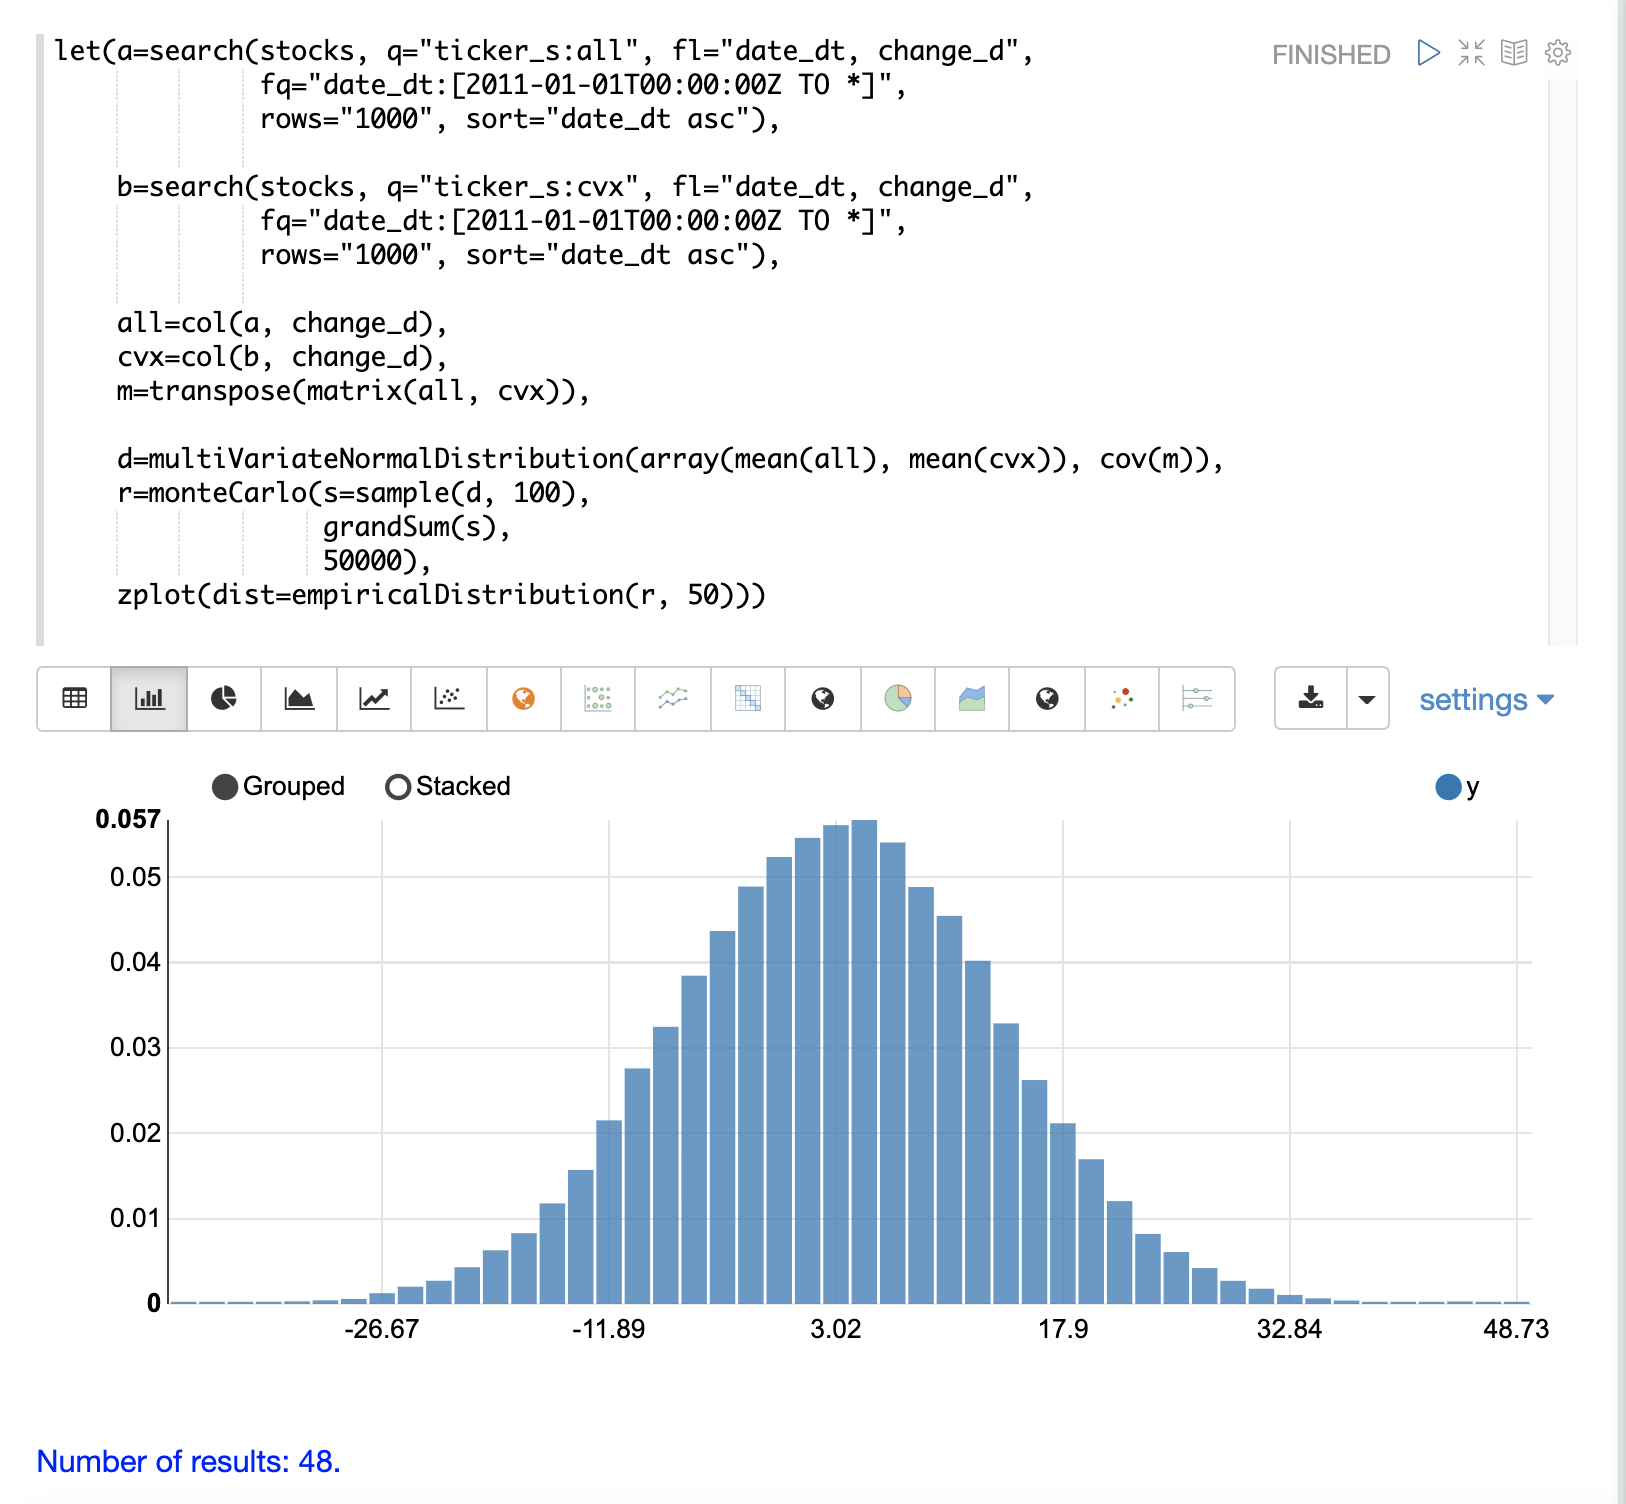 let(a=search(stocks, q="ticker_s:all", fl="date_dt, change_d",
fq="date_dt:[2011-01-01T00:00:00Z TO *]",
rows="1000", sort="date_dt asc"),
b=search(stocks, q="ticker_s:cvx", fl="date_dt, change_d",
fq="date_dt:[2011-01-01T00:00:00Z TO *]",
rows="1000", sort="date_dt asc"),
all=col(a, change_d),
cvx=col(b, change_d),
m=transpose(matrix(all, cvx)),
d=multiVariateNormalDistribution(array(mean(all), mean(cvx)), cov(m)),
r=monteCarlo(s=sample(d, 100),
grandSum(s),
50000),
zplot(dist=empiricalDistribution(r, 50)))
FINISHED
settings
Grouped Stacked y
0.057
0.05
0.04
0.03
0.02
0.01
0
-26.67 -11.89 3.02 17.9 32.84 48.73
Number of results: 48.